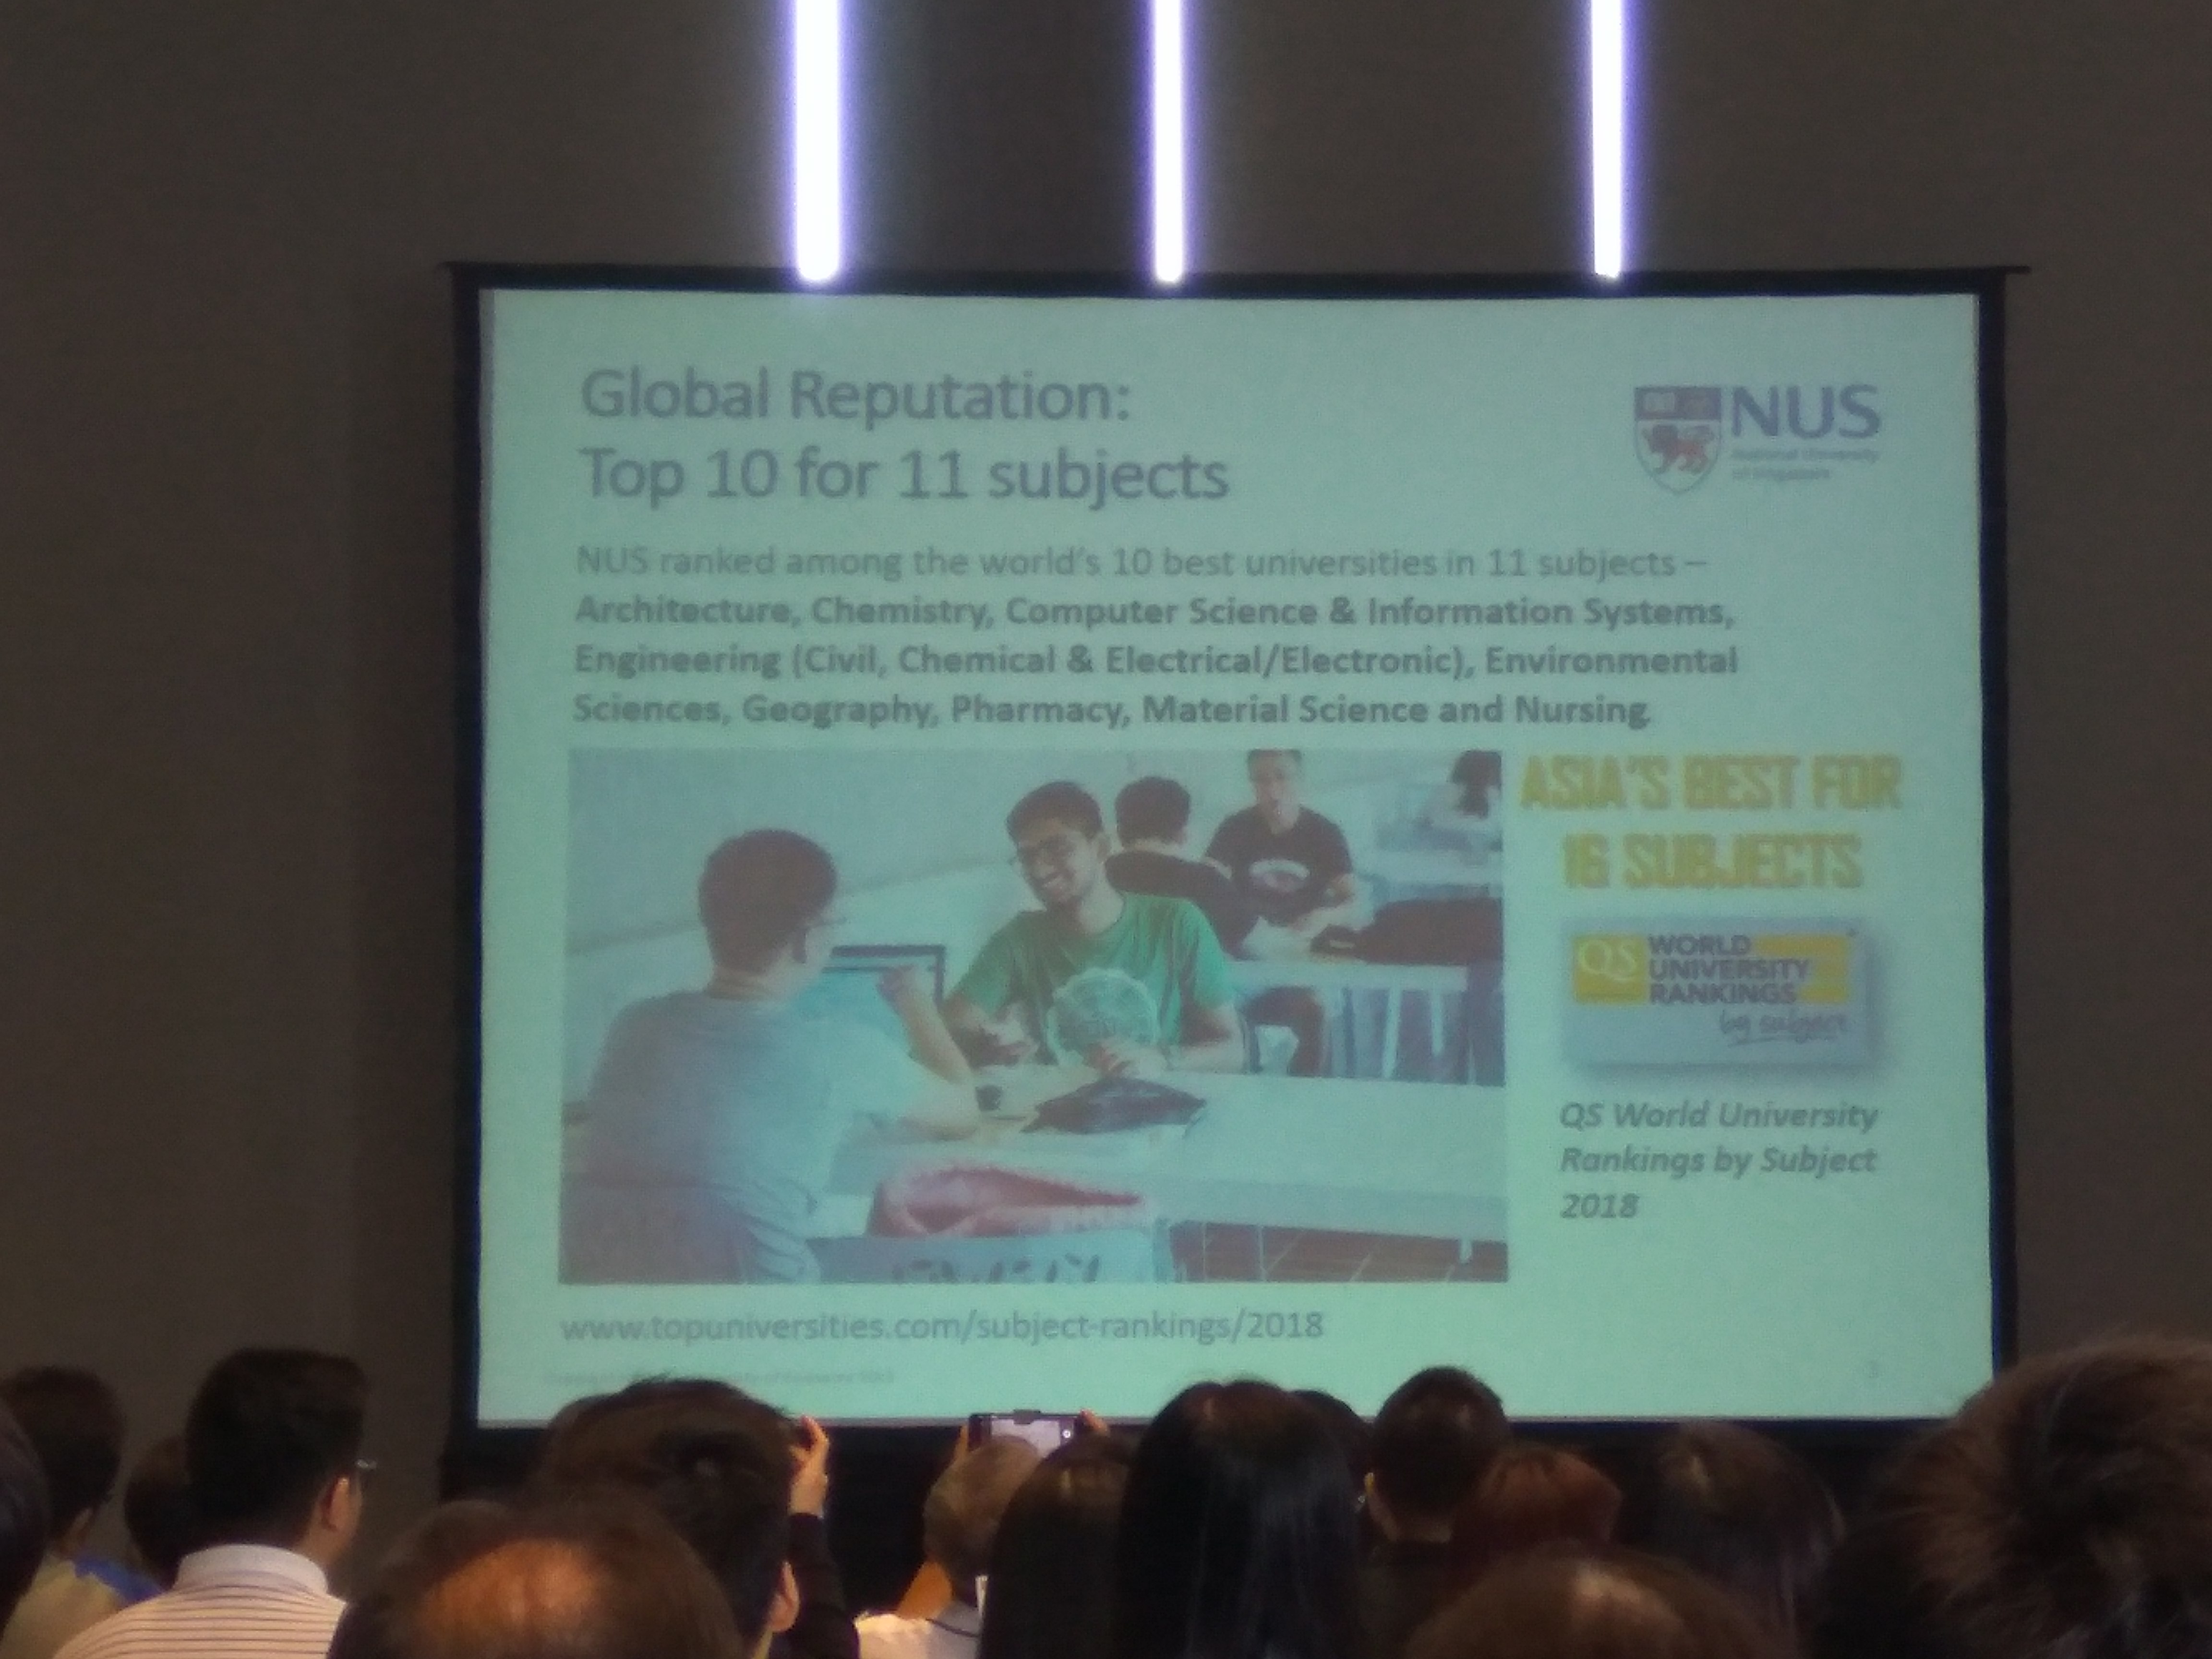 Global Reputation:
Top 10 for 11 subjects
NUS
National University
of Singapore
NUS ranked among the world's 10 best universities in 11 subjects –
Architecture, Chemistry, Computer Science & Information Systems,
Engineering (Civil, Chemical & Electrical/Electronic), Environmental
Sciences, Geography, Pharmacy, Material Science and Nursing
ASIA'S BEST FOR
16 SUBJECTS
QS WORLD
UNIVERSITY
RANKINGS
by subject
QS World University
Rankings by Subject
2018
www.topuniversities.com/subject-rankings/2018